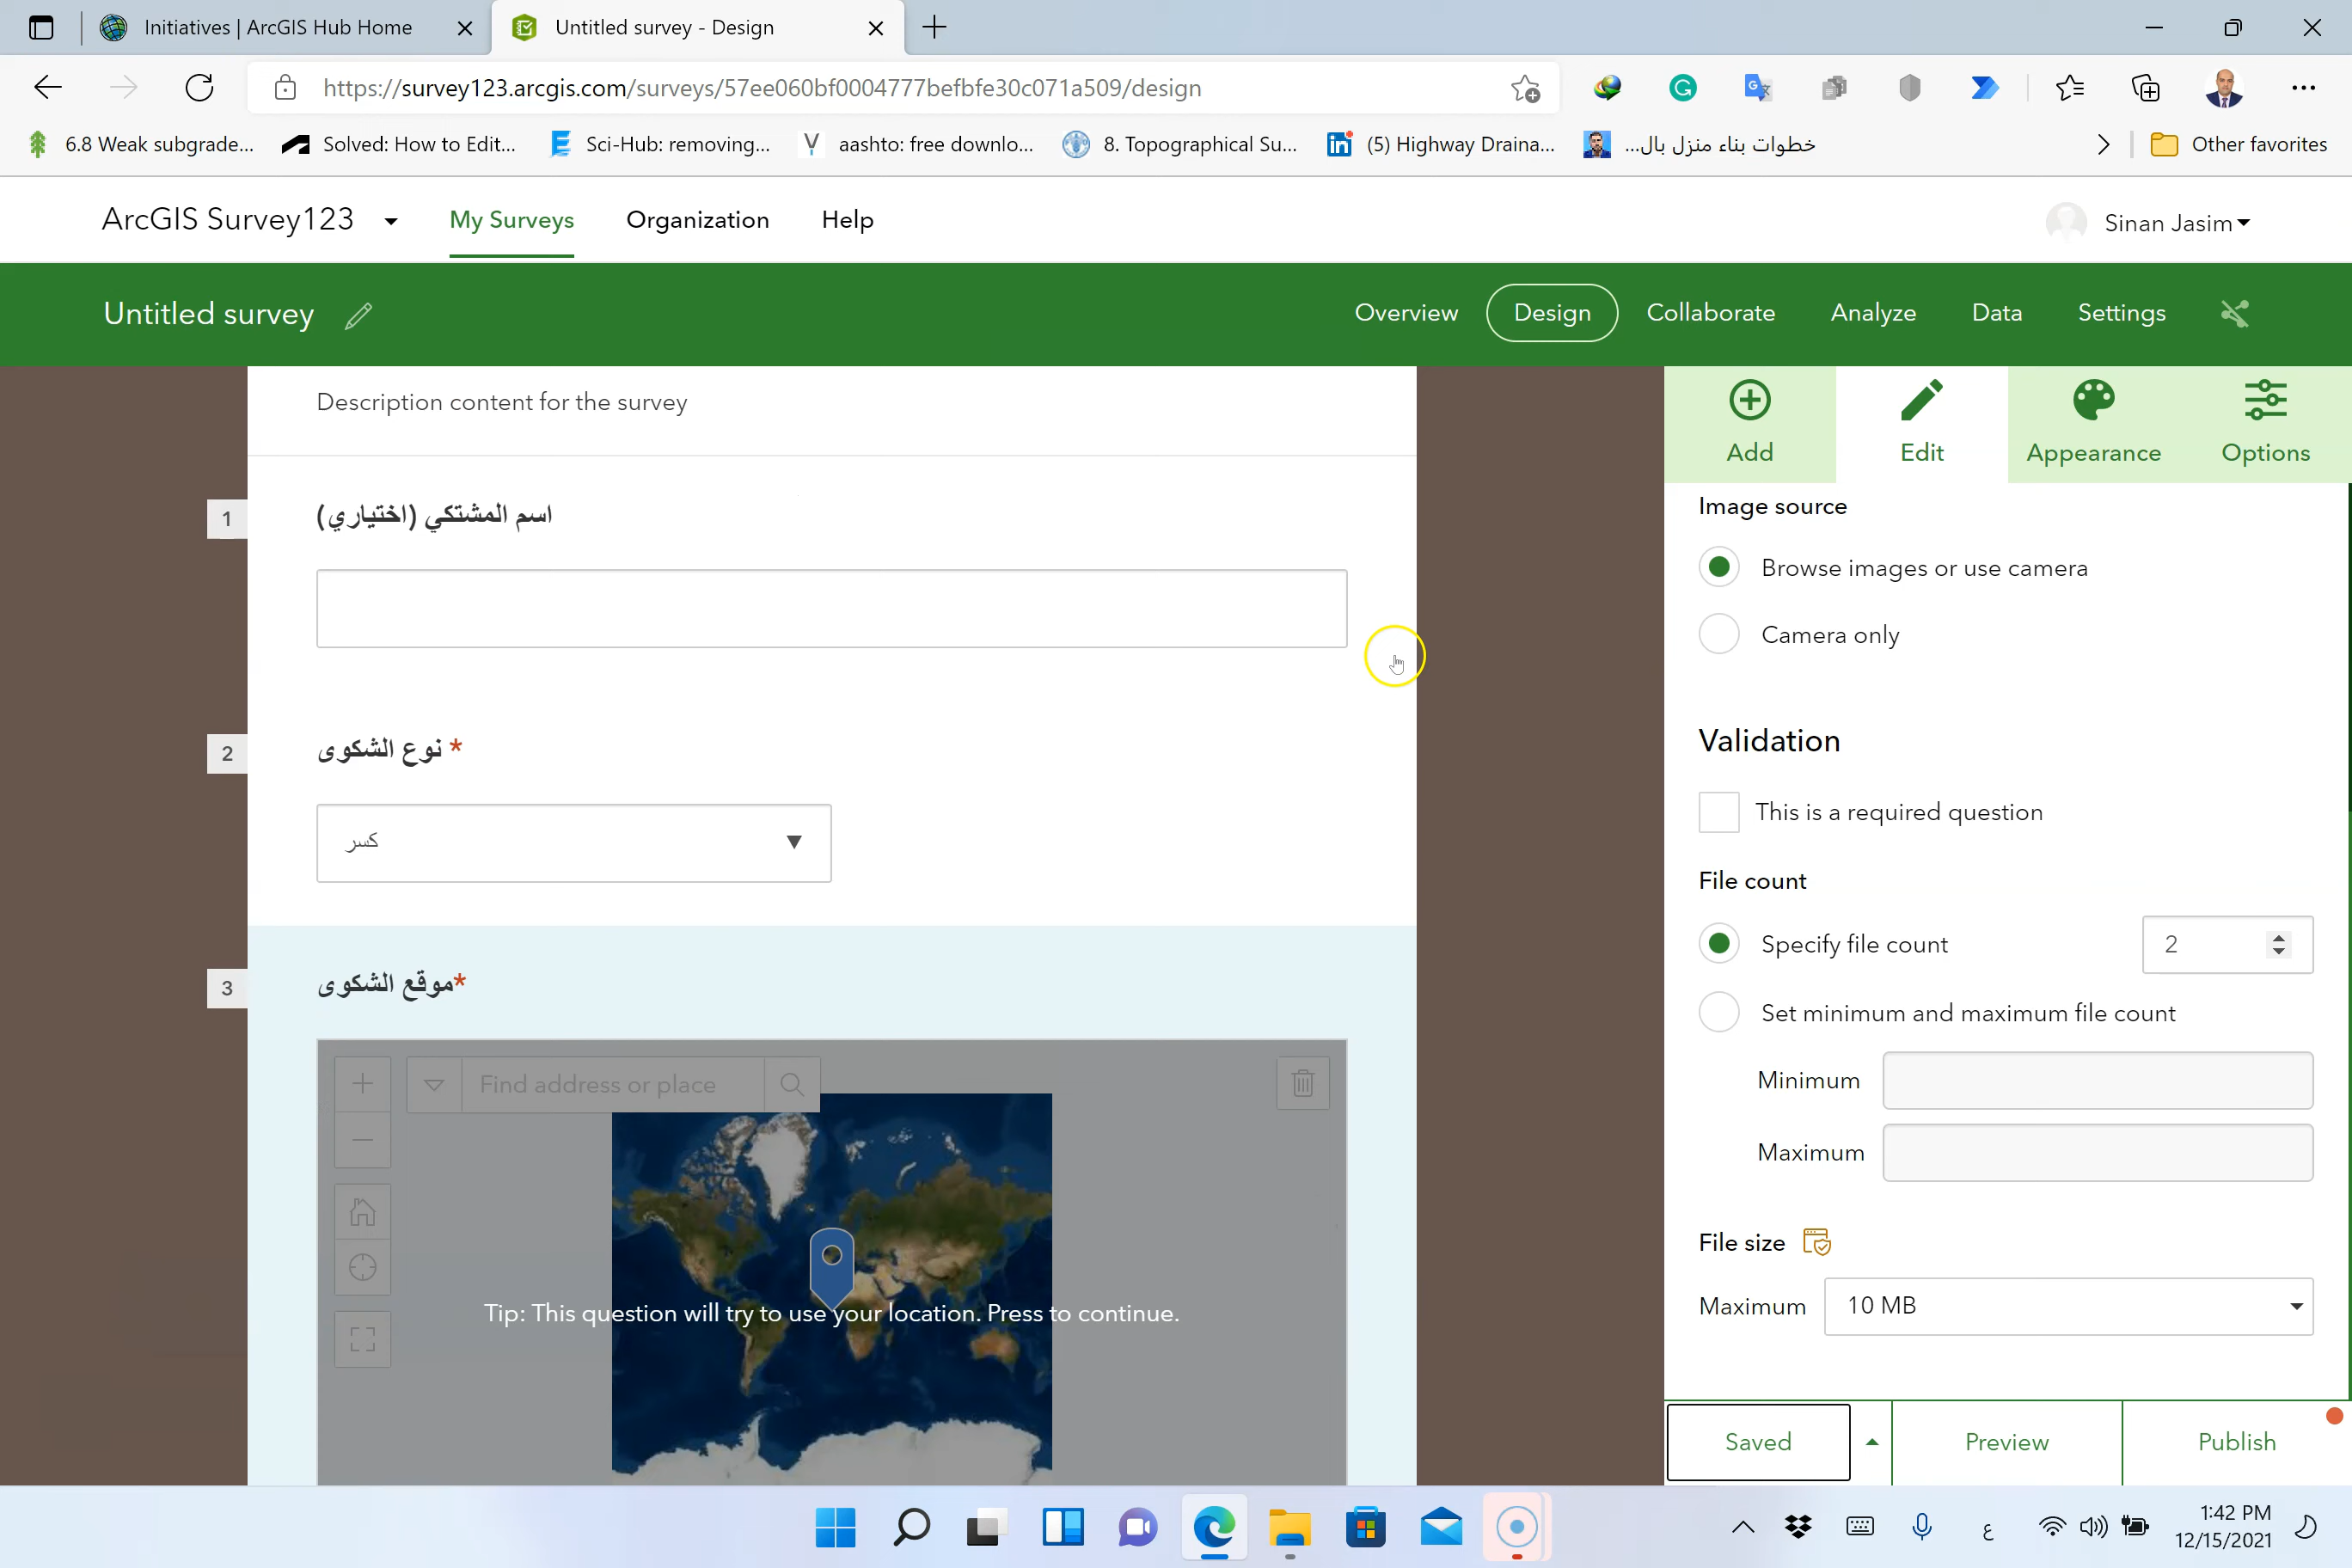 Initiatives | ArcGIS Hub Home
Untitled survey - Design
https://survey123.arcgis.com/surveys/57ee060bf0004777befbfe30c071a509/design
6.8 Weak subgrade...
Solved: How to Edit...
Sci-Hub: removing...
aashto: free downlo...
8. Topographical Su...
(5) Highway Draina...
خطوات بناء منزل بال...
Other favorites
ArcGIS Survey123
My Surveys
Organization
Help
Sinan Jasim
Untitled survey
Overview
Design
Collaborate
Analyze
Data
Settings
Description content for the survey
Add
Edit
Appearance
Options
1
اسم المشتكي (اختياري)
2
نوع الشكوى *
كسر
3
موقع الشكوى*
Find address or place
Tip: This question will try to use your location. Press to continue.
Image source
Browse images or use camera
Camera only
Validation
This is a required question
File count
Specify file count
2
Set minimum and maximum file count
Minimum
Maximum
File size
Maximum
10 MB
Saved
Preview
Publish
ع
1:42 PM
12/15/2021